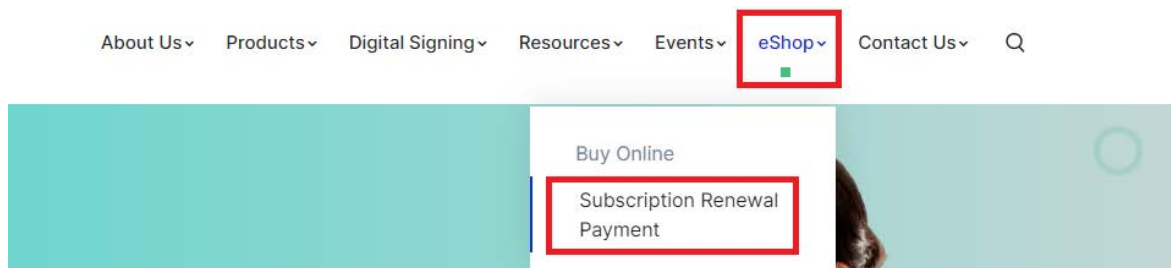 About Us Products Digital Signing Resources Events eShop Contact Us
Buy Online
Subscription Renewal
Payment